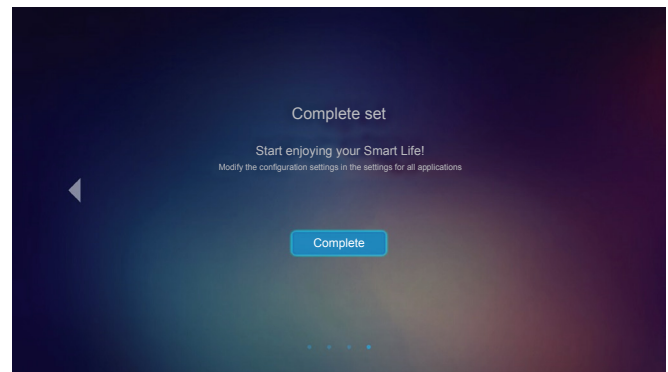 Complete set
Start enjoying your Smart Life!
Modify the configuration settings in the settings for all applications
Complete